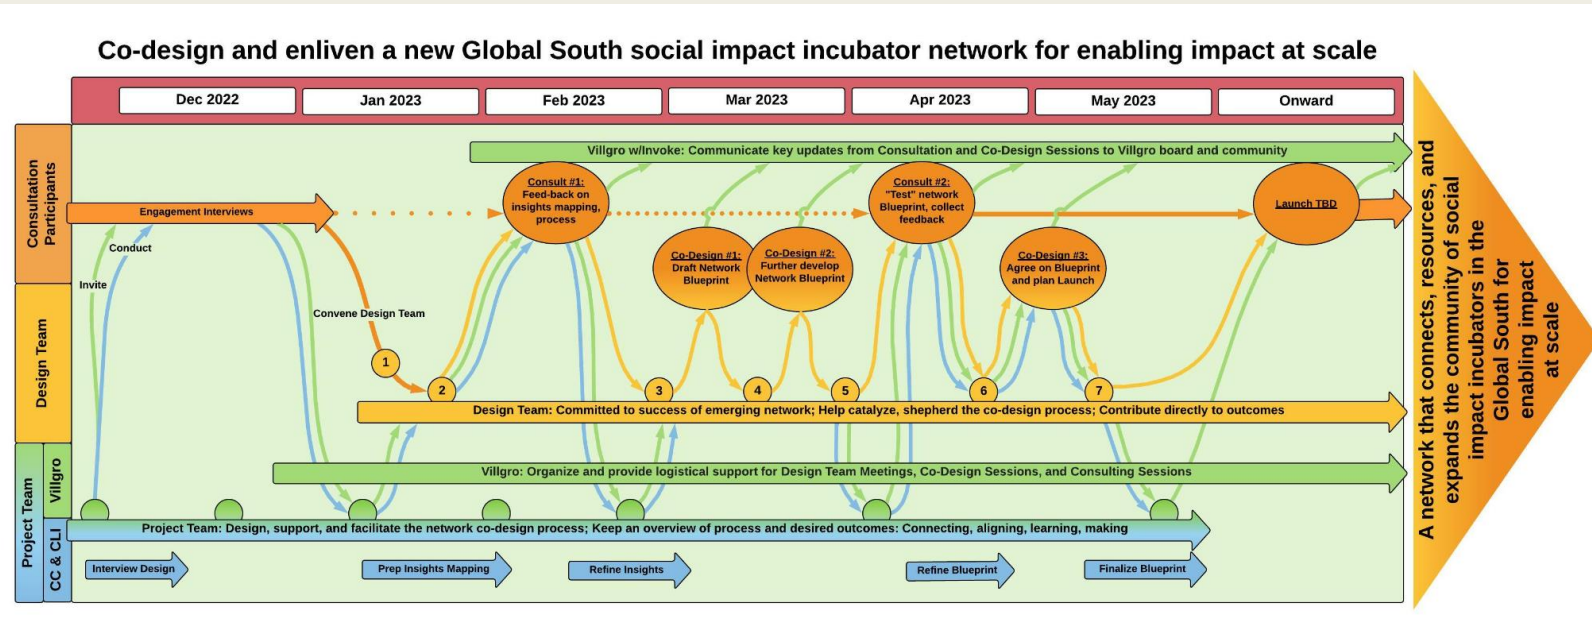 Co-design and enliven a new Global South social impact incubator network for enabling impact at scale
Dec 2022
Jan 2023
Feb 2023
Mar 2023
Apr 2023
May 2023
Onward
Consultation
Participants
Design Team
Project Team
Villgro
CC & CLI
Villgro w/Invoke: Communicate key updates from Consultation and Co-Design Sessions to Villgro board and community
Engagement Interviews
Conduct
Invite
Convene Design Team
Consult #1:
Feed-back on
insights mapping,
process
Co-Design #1:
Draft Network
Blueprint
Co-Design #2:
Further develop
Network Blueprint
Consult #2:
"Test" network
Blueprint, collect
feedback
Co-Design #3:
Agree on Blueprint
and plan Launch
Launch TBD
1
2
3
4
5
6
7
Design Team: Committed to success of emerging network; Help catalyze, shepherd the co-design process; Contribute directly to outcomes
Villgro: Organize and provide logistical support for Design Team Meetings, Co-Design Sessions, and Consulting Sessions
Project Team: Design, support, and facilitate the network co-design process; Keep an overview of process and desired outcomes: Connecting, aligning, learning, making
Interview Design
Prep Insights Mapping
Refine Insights
Refine Blueprint
Finalize Blueprint
A network that connects, resources, and
expands the community of social
impact incubators in the
Global South for
enabling impact
at scale